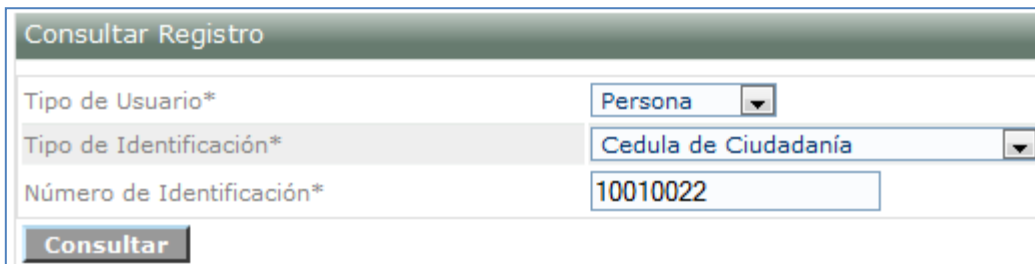 Consultar Registro
Tipo de Usuario* Persona
Tipo de Identificación* Cedula de Ciudadanía
Número de Identificación* 10010022
Consultar